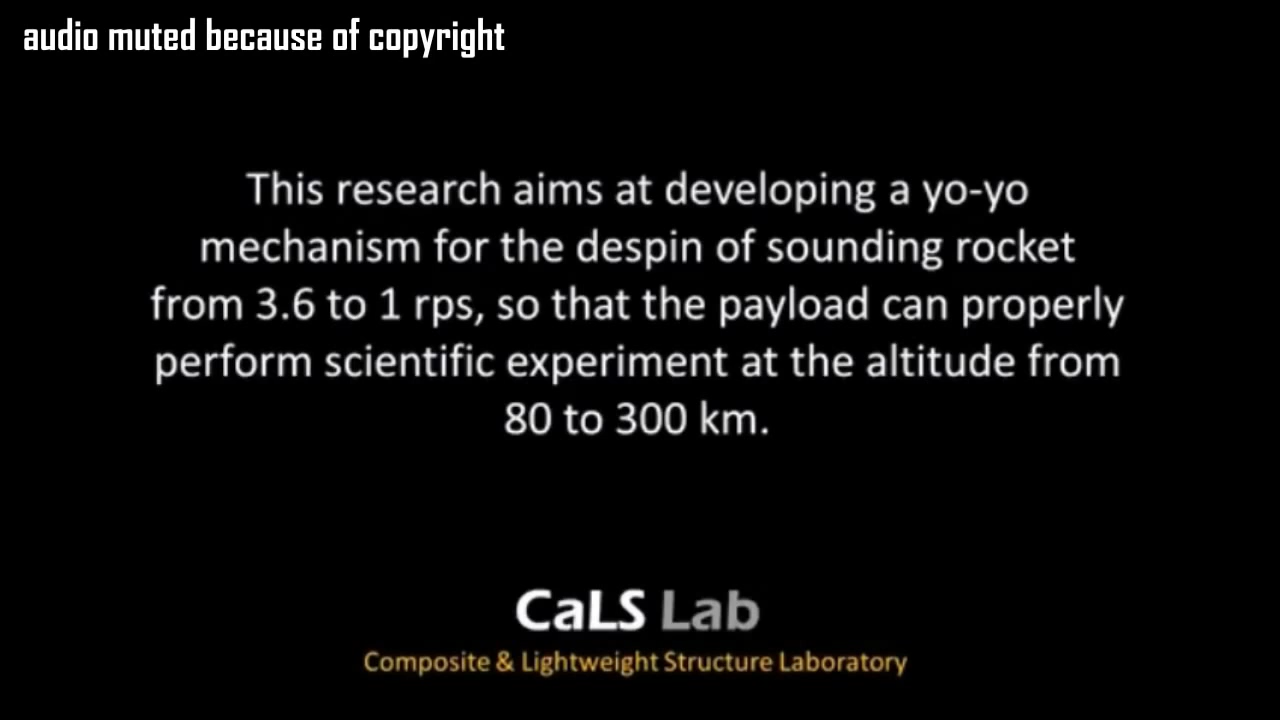 audio muted because of copyright
This research aims at developing a yo-yo
mechanism for the despin of sounding rocket
from 3.6 to 1 rps, so that the payload can properly
perform scientific experiment at the altitude from
80 to 300 km.
CaLS Lab
Composite & Lightweight Structure Laboratory